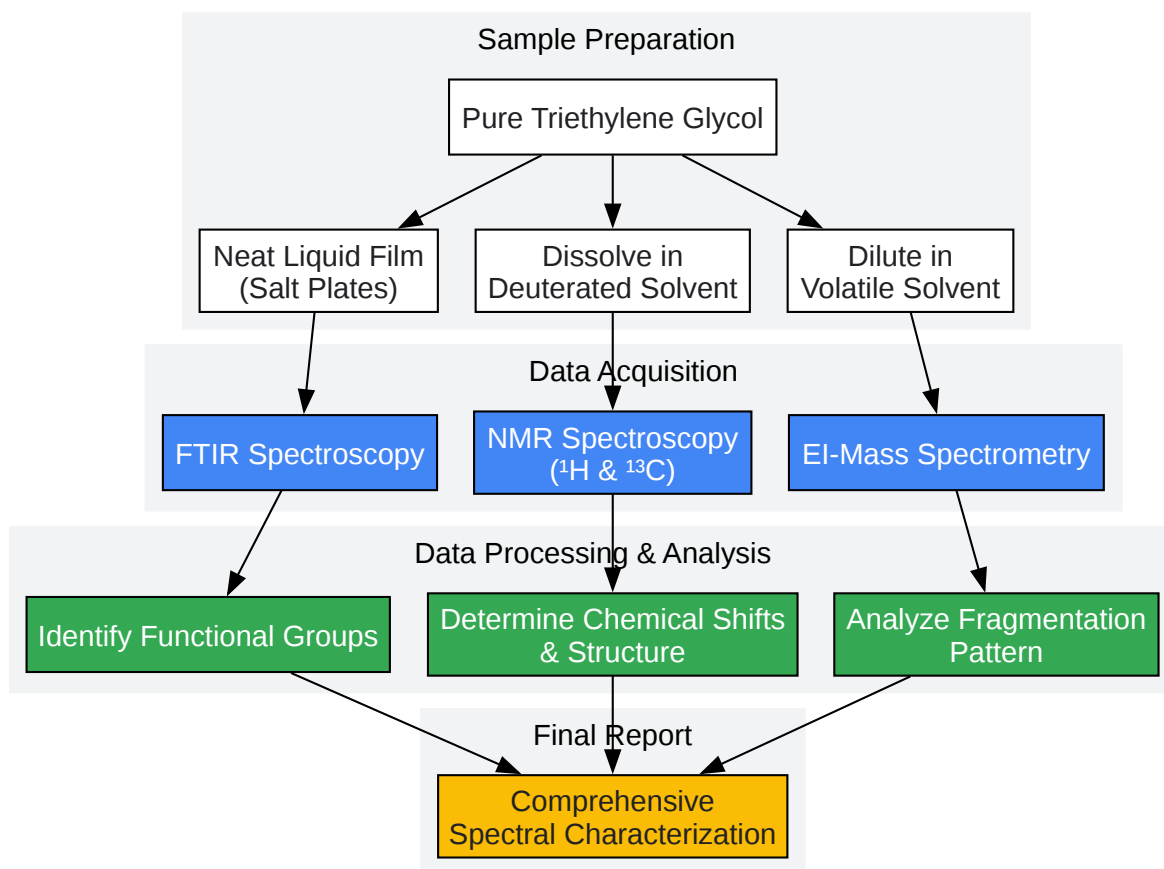 Sample Preparation
Pure Triethylene Glycol
Neat Liquid Film
(Salt Plates)
Dissolve in
Deuterated Solvent
Dilute in
Volatile Solvent
Data Acquisition
FTIR Spectroscopy
NMR Spectroscopy
(¹H & ¹³C)
EI-Mass Spectrometry
Data Processing & Analysis
Identify Functional Groups
Determine Chemical Shifts
& Structure
Analyze Fragmentation
Pattern
Final Report
Comprehensive
Spectral Characterization